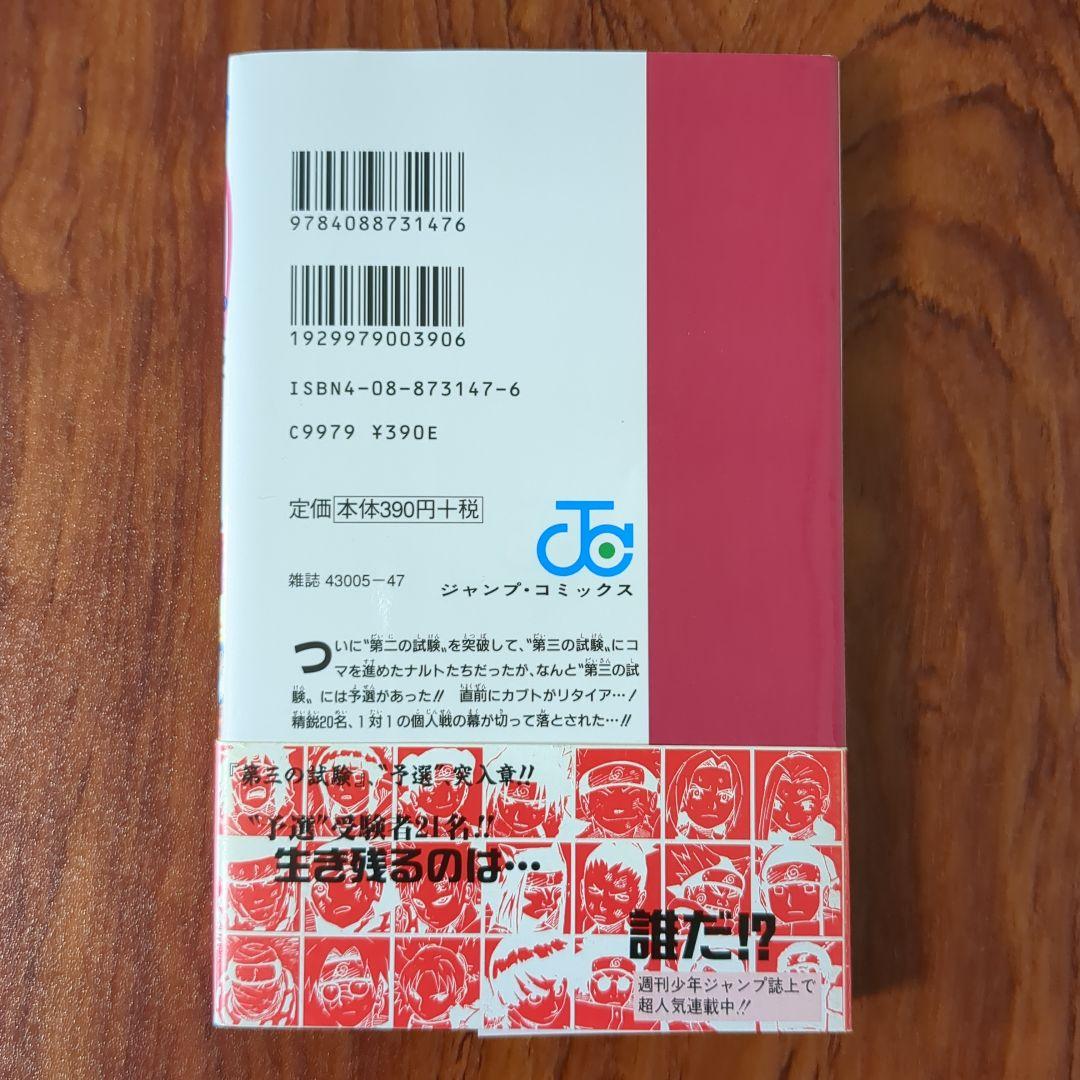 9784088731476
1929979003906
ISBN4-08-873147-6
C9979 ¥390E
定価 本体390円+税
雑誌 43005-47
ジャンプ・コミックス
ついに〝第二の試験〟を突破して、〝第三の試験〟にコ
マを進めたナルトたちだったが、なんと〝第三の試
験〟には予選があった!! 直前にカブトがリタイア…!
精鋭20名、1対1の個人戦の幕が切って落とされた…!!
『第三の試験』、〝予選〟突入章!!
〝予選〟受験者21名!!
生き残るのは…
誰だ!?
週刊少年ジャンプ誌上で
超人気連載中!!